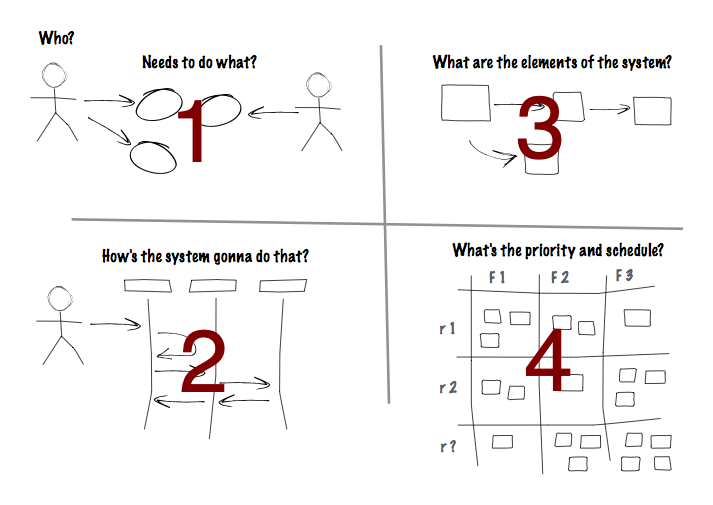 Who?
Needs to do what?
1
What are the elements of the system?
3
How's the system gonna do that?
2
What's the priority and schedule?
F 1 F 2 F 3
r 1
4
r 2
r ?